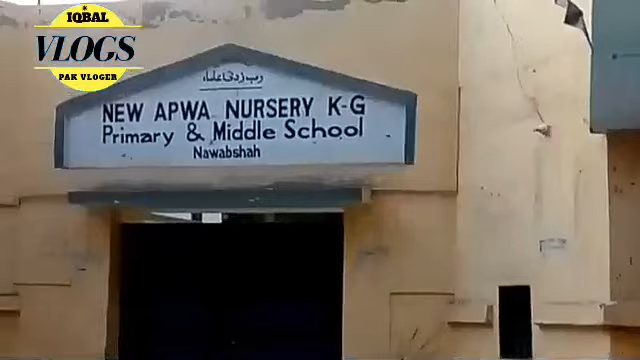 IQBAL
VLOGS
PAK VLOGER
رب زدنی علما
NEW APWA NURSERY K-G
Primary & Middle School
Nawabshah